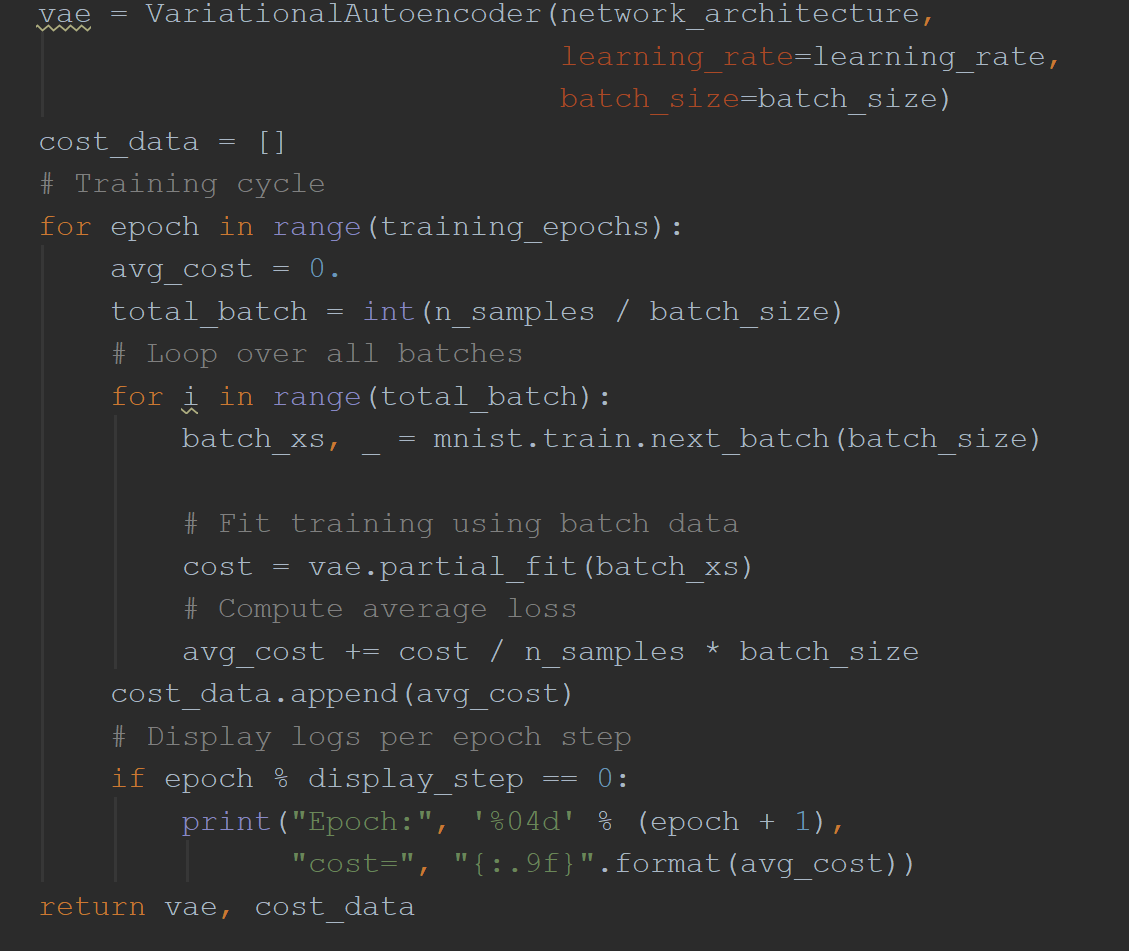 vae = VariationalAutoencoder(network_architecture,
                             learning_rate=learning_rate,
                             batch_size=batch_size)
cost_data = []
# Training cycle
for epoch in range(training_epochs):
    avg_cost = 0.
    total_batch = int(n_samples / batch_size)
    # Loop over all batches
    for i in range(total_batch):
        batch_xs, _ = mnist.train.next_batch(batch_size)

        # Fit training using batch data
        cost = vae.partial_fit(batch_xs)
        # Compute average loss
        avg_cost += cost / n_samples * batch_size
    cost_data.append(avg_cost)
    # Display logs per epoch step
    if epoch % display_step == 0:
        print("Epoch:", '%04d' % (epoch + 1),
              "cost=", "{:.9f}".format(avg_cost))
return vae, cost_data